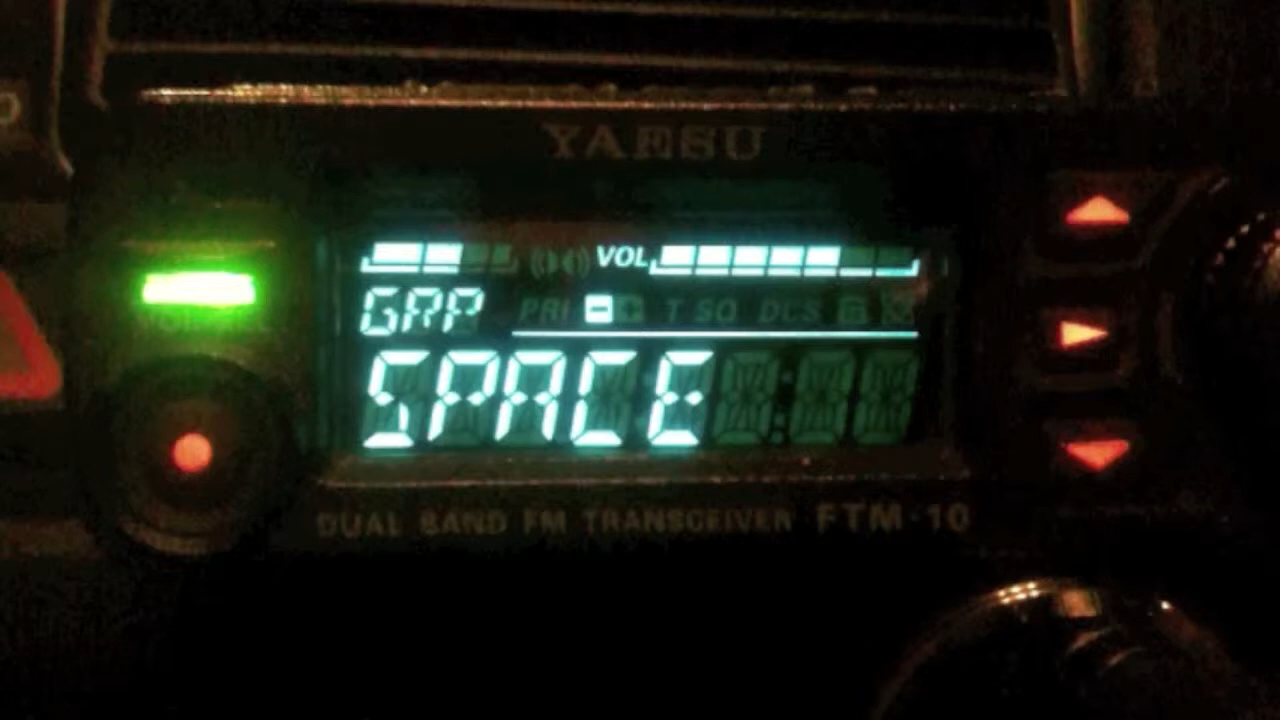 YAESU
VOL
GRP PRI T SQ DCS
SPACE
DUAL BAND FM TRANSCEIVER FTM-10